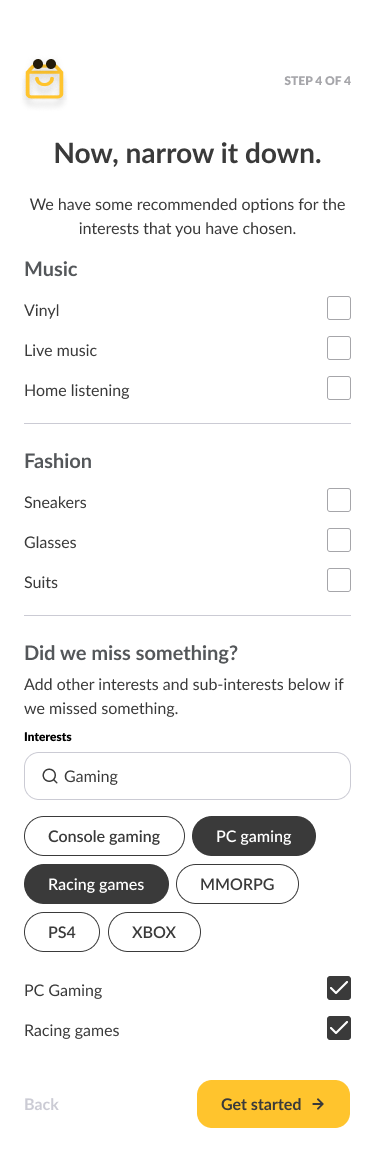 STEP 4 OF 4
Now, narrow it down.
We have some recommended options for the
interests that you have chosen.
Music
Vinyl
Live music
Home listening
Fashion
Sneakers
Glasses
Suits
Did we miss something?
Add other interests and sub-interests below if
we missed something.
Interests
Gaming
Console gaming PC gaming
Racing games MMORPG
PS4 XBOX
PC Gaming
Racing games
Back Get started →